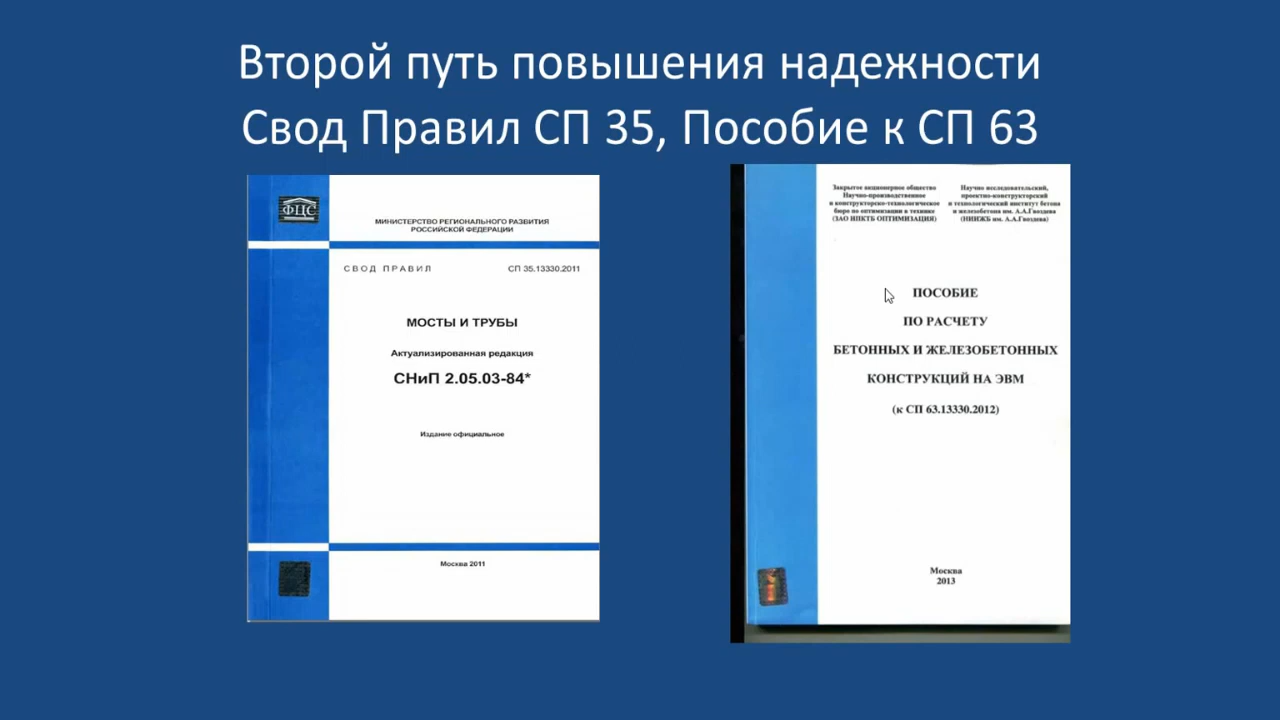 Второй путь повышения надежности
Свод Правил СП 35, Пособие к СП 63
ФЦС
МИНИСТЕРСТВО РЕГИОНАЛЬНОГО РАЗВИТИЯ
РОССИЙСКОЙ ФЕДЕРАЦИИ
СВОД ПРАВИЛ
СП 35.13330.2011
МОСТЫ И ТРУБЫ
Актуализированная редакция
СНиП 2.05.03-84*
Издание официальное
Москва 2011
Закрытое акционерное общество
Научно-производственное
и конструкторско-технологическое
бюро по оптимизации в технике
(ЗАО НПКТБ ОПТИМИЗАЦИЯ)
Научно исследовательский,
проектно-конструкторский
и технологический институт бетона
и железобетона им. А.А.Гвоздева
(НИИЖБ им. А.А.Гвоздева)
ПОСОБИЕ
ПО РАСЧЕТУ
БЕТОННЫХ И ЖЕЛЕЗОБЕТОННЫХ
КОНСТРУКЦИЙ НА ЭВМ
(к СП 63.13330.2012)
Москва
2013